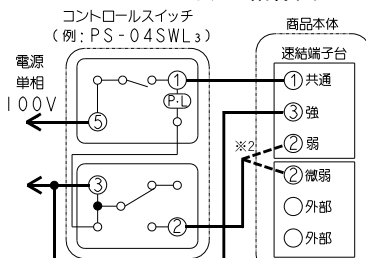 コントロールスイッチ
(例:PS-04SWL₃)
商品本体
電源
単相
100V
速結端子台
① 共通
P·L
③ 強
⑤
※2
② 弱
② 微弱
③
○外部
②
○外部